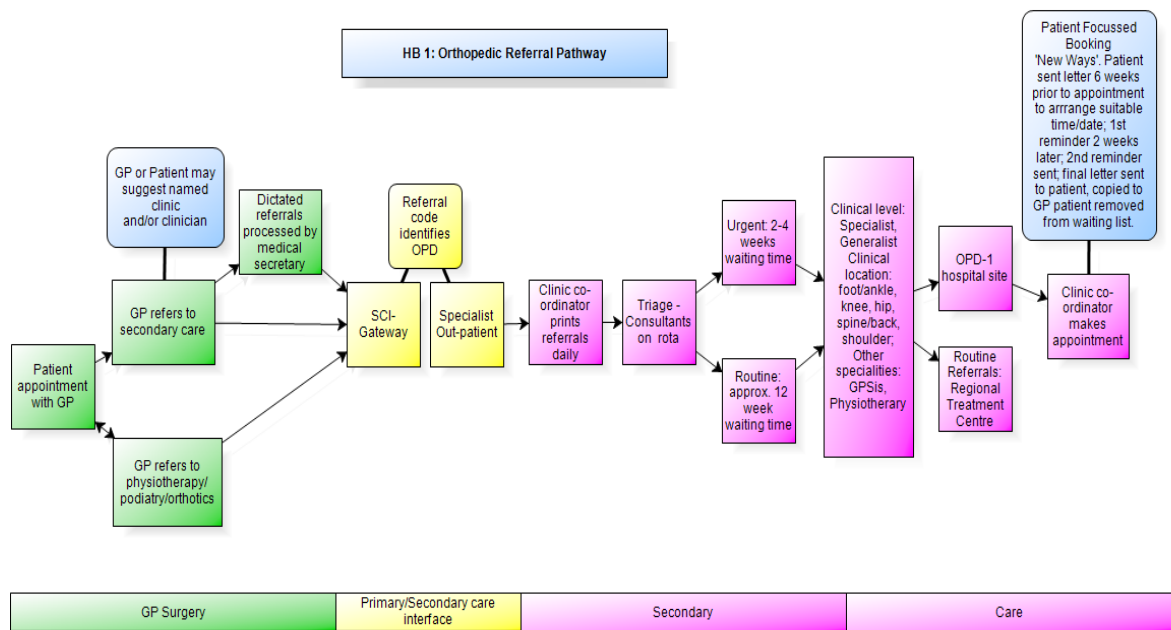 HB 1: Orthopedic Referral Pathway
Patient Focussed
Booking
'New Ways'. Patient
sent letter 6 weeks
prior to appointment
to arrrange suitable
time/date; 1st
reminder 2 weeks
later; 2nd reminder
sent; final letter sent
to patient, copied to
GP patient removed
from waiting list.
GP or Patient may
suggest named
clinic
and/or clinician
Dictated
referrals
processed by
medical
secretary
Referral
code
identifies
OPD
Patient
appointment
with GP
GP refers to
secondary care
GP refers to
physiotherapy/
podiatry/orthotics
SCI-
Gateway
Specialist
Out-patient
Clinic co-
ordinator
prints
referrals
daily
Triage -
Consultants
on rota
Urgent: 2-4
weeks
waiting time
Routine:
approx. 12
week
waiting time
Clinical level:
Specialist,
Generalist
Clinical
location:
foot/ankle,
knee, hip,
spine/back,
shoulder;
Other
specialities:
GPSis,
Physiotherary
OPD-1
hospital site
Routine
Referrals:
Regional
Treatment
Centre
Clinic co-
ordinator
makes
appointment
GP Surgery
Primary/Secondary care
interface
Secondary
Care